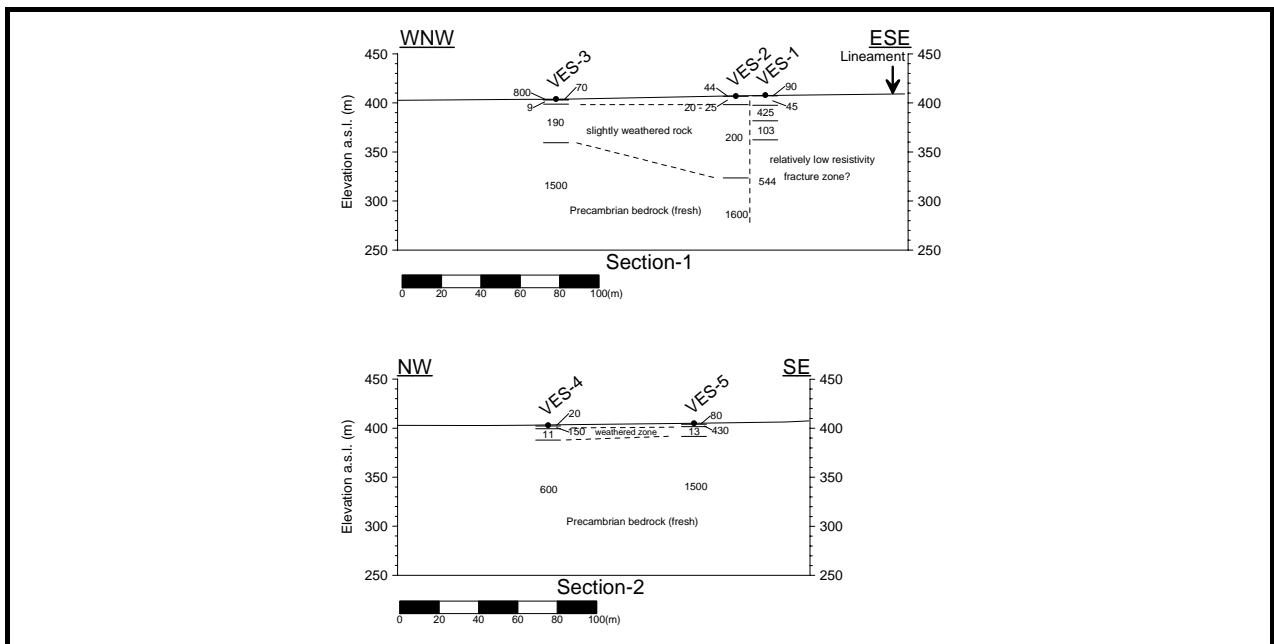 WNW
ESE
Lineament
VES-3
VES-2
VES-1
Elevation a.s.l. (m)
450
400
350
300
250
450
400
350
300
250
800
70
44
90
9
20 - 25
45
190
slightly weathered rock
200
425
103
relatively low resistivity
fracture zone?
1500
544
Precambrian bedrock (fresh)
1600
Section-1
0 20 40 60 80 100(m)
NW
SE
VES-4
VES-5
Elevation a.s.l. (m)
450
400
350
300
250
450
400
350
300
250
20
80
11
150
weathered zone
13
430
600
1500
Precambrian bedrock (fresh)
Section-2
0 20 40 60 80 100(m)